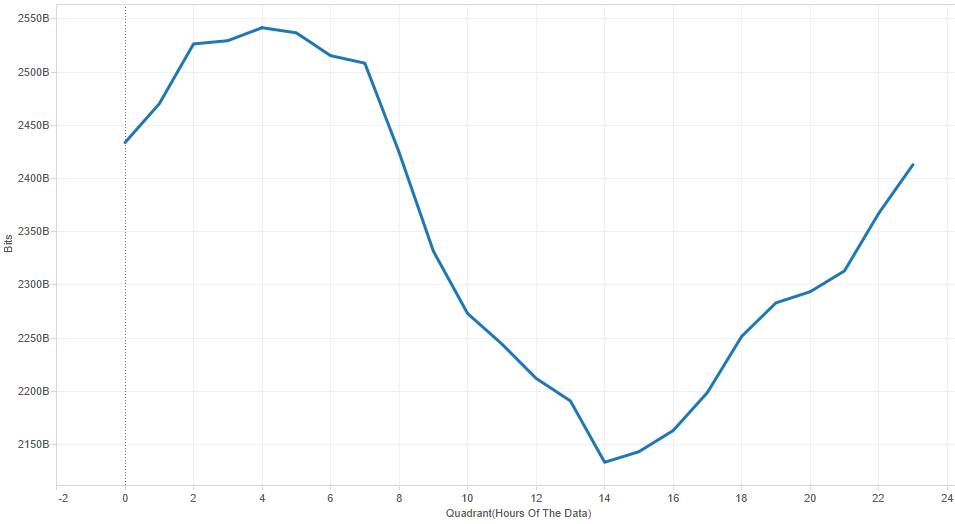 2550B
2500B
2450B
2400B
2350B
2300B
2250B
2200B
2150B
Bits
-2 0 2 4 6 8 10 12 14 16 18 20 22 24
Quadrant(Hours Of The Data)